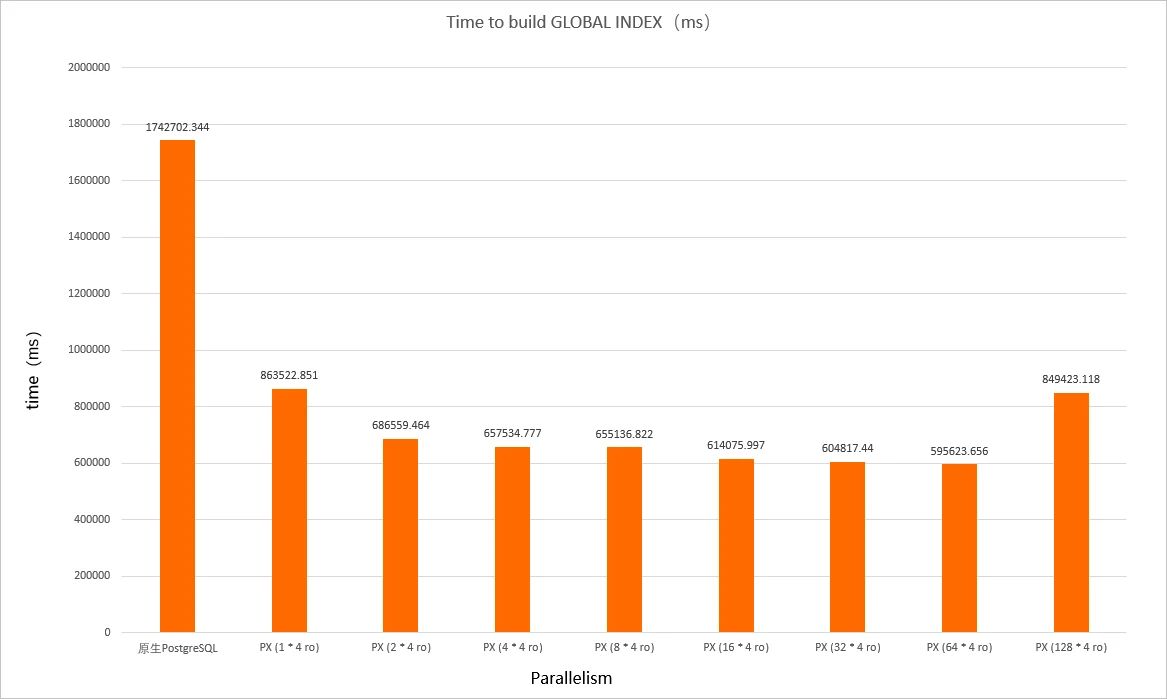 Time to build GLOBAL INDEX（ms）
2000000
1800000
1600000
1400000
1200000
1000000
800000
600000
400000
200000
0
time（ms）
1742702.344
863522.851
686559.464
657534.777
655136.822
614075.997
604817.44
595623.656
849423.118
原生PostgreSQL
PX (1 * 4 ro)
PX (2 * 4 ro)
PX (4 * 4 ro)
PX (8 * 4 ro)
PX (16 * 4 ro)
PX (32 * 4 ro)
PX (64 * 4 ro)
PX (128 * 4 ro)
Parallelism